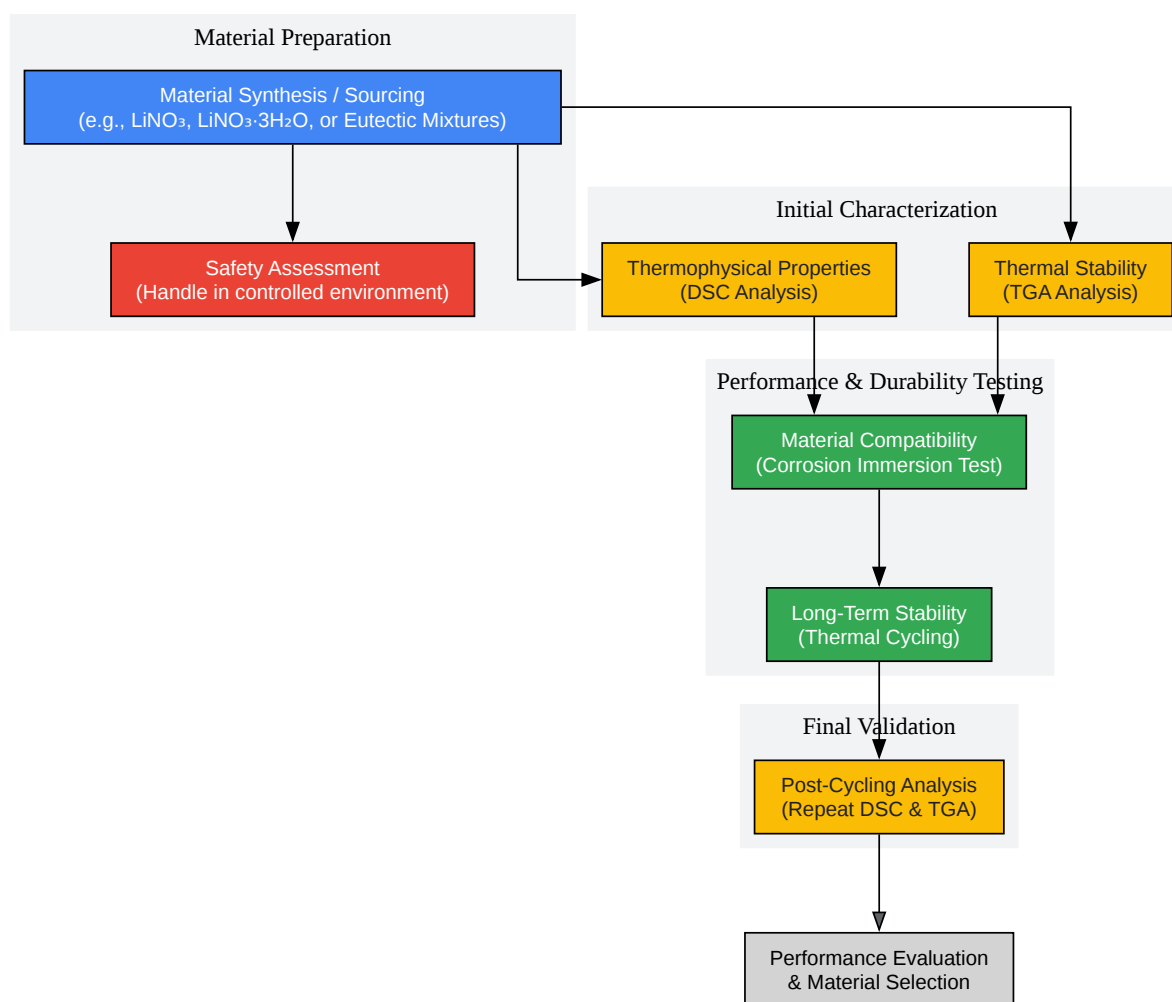 Material Preparation
Material Synthesis / Sourcing
(e.g., LiNO₃, LiNO₃·3H₂O, or Eutectic Mixtures)
Safety Assessment
(Handle in controlled environment)
Initial Characterization
Thermophysical Properties
(DSC Analysis)
Thermal Stability
(TGA Analysis)
Performance & Durability Testing
Material Compatibility
(Corrosion Immersion Test)
Long-Term Stability
(Thermal Cycling)
Final Validation
Post-Cycling Analysis
(Repeat DSC & TGA)
Performance Evaluation
& Material Selection